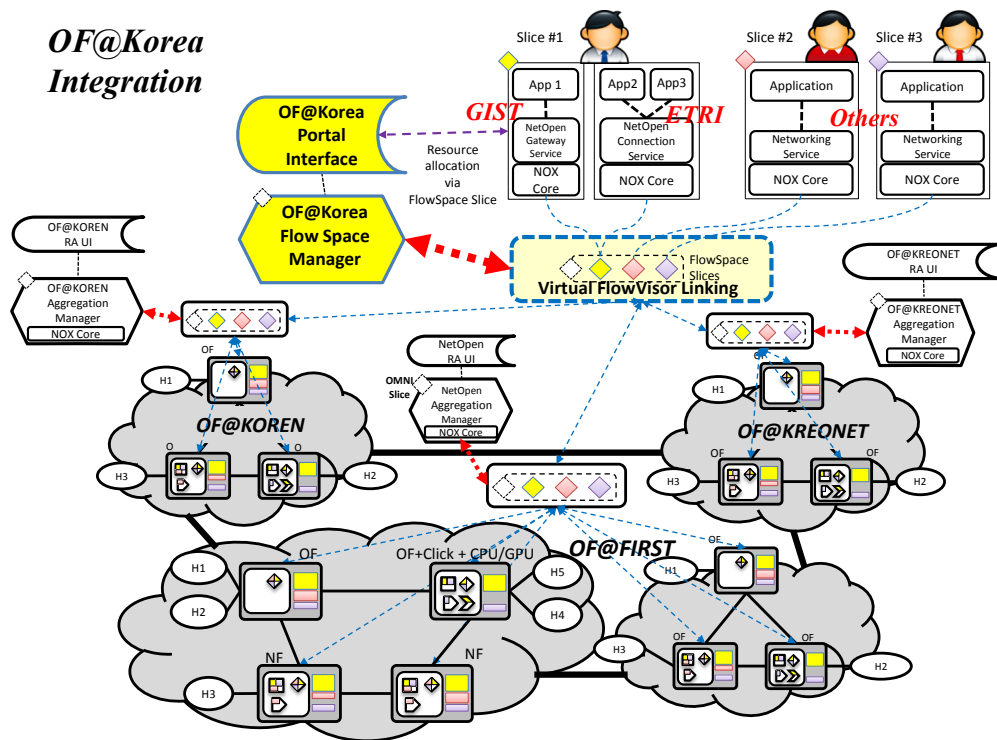 OF@Korea
Integration
Slice #1
Slice #2
Slice #3
App 1
App2
App3
Application
Application
GIST
ETRI
Others
OF@Korea
Portal
Interface
Resource
allocation
via
FlowSpace Slice
NetOpen
Gateway
Service
NetOpen
Connection
Service
Networking
Service
Networking
Service
NOX
Core
NOX Core
NOX Core
NOX Core
OF@Korea
Flow Space
Manager
OF@KOREN
RA UI
OF@KOREN
Aggregation
Manager
NOX Core
FlowSpace
Slices
Virtual FlowVisor Linking
OF@KREONET
RA UI
OF@KREONET
Aggregation
Manager
NOX Core
NetOpen
RA UI
OMNI
Slice
NetOpen
Aggregation
Manager
NOX Core
OF
H1
OF@KOREN
O
O
H3
H2
H1
OF@KREONET
OF
OF
H3
H2
OF@FIRST
OF
OF+Click + CPU/GPU
H1
H2
H5
H4
NF
NF
H3
OF
H1
H3
OF
OF
H2